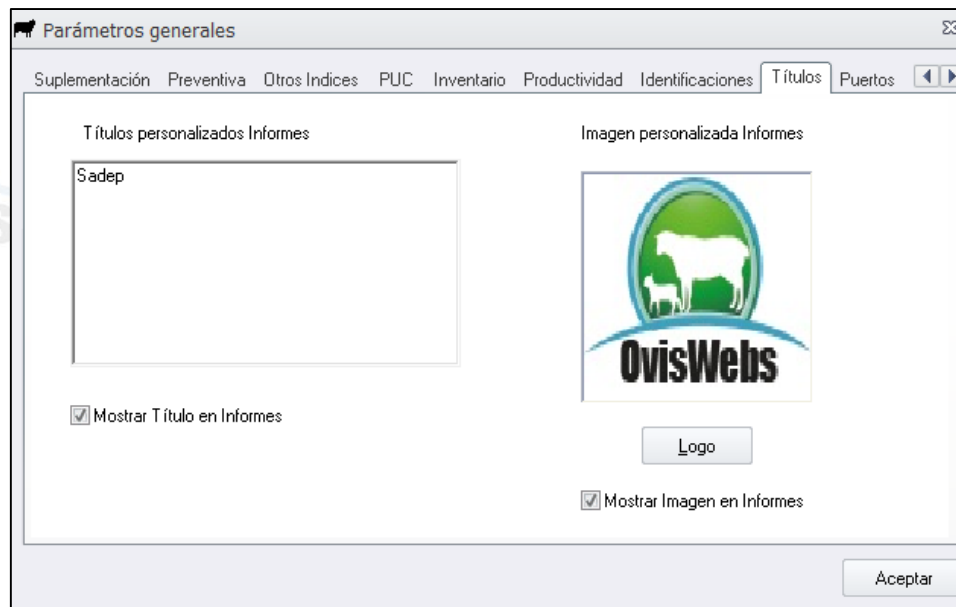 Parámetros generales
Suplementación Preventiva Otros Indices PUC Inventario Productividad Identificaciones Títulos Puertos
Títulos personalizados Informes
Imagen personalizada Informes
Sadep
OvisWebs
Mostrar Título en Informes
Logo
Mostrar Imagen en Informes
Aceptar